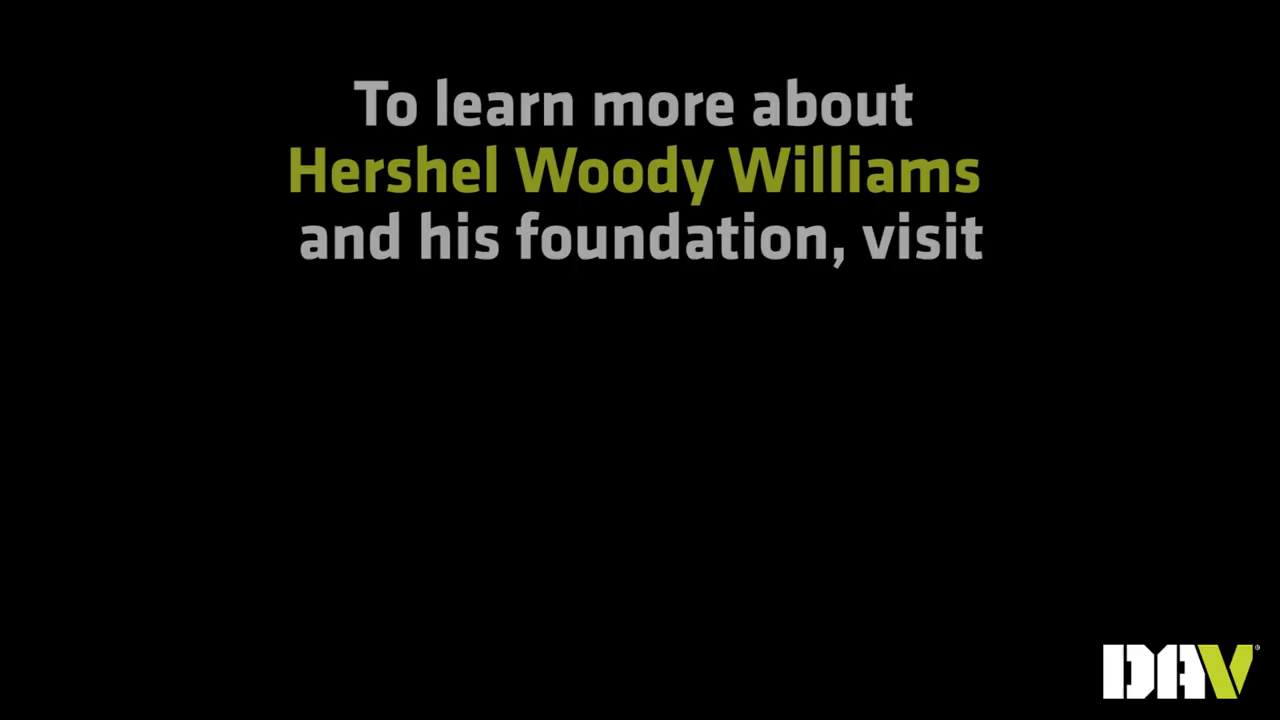 To learn more about
Hershel Woody Williams
and his foundation, visit
DAV®